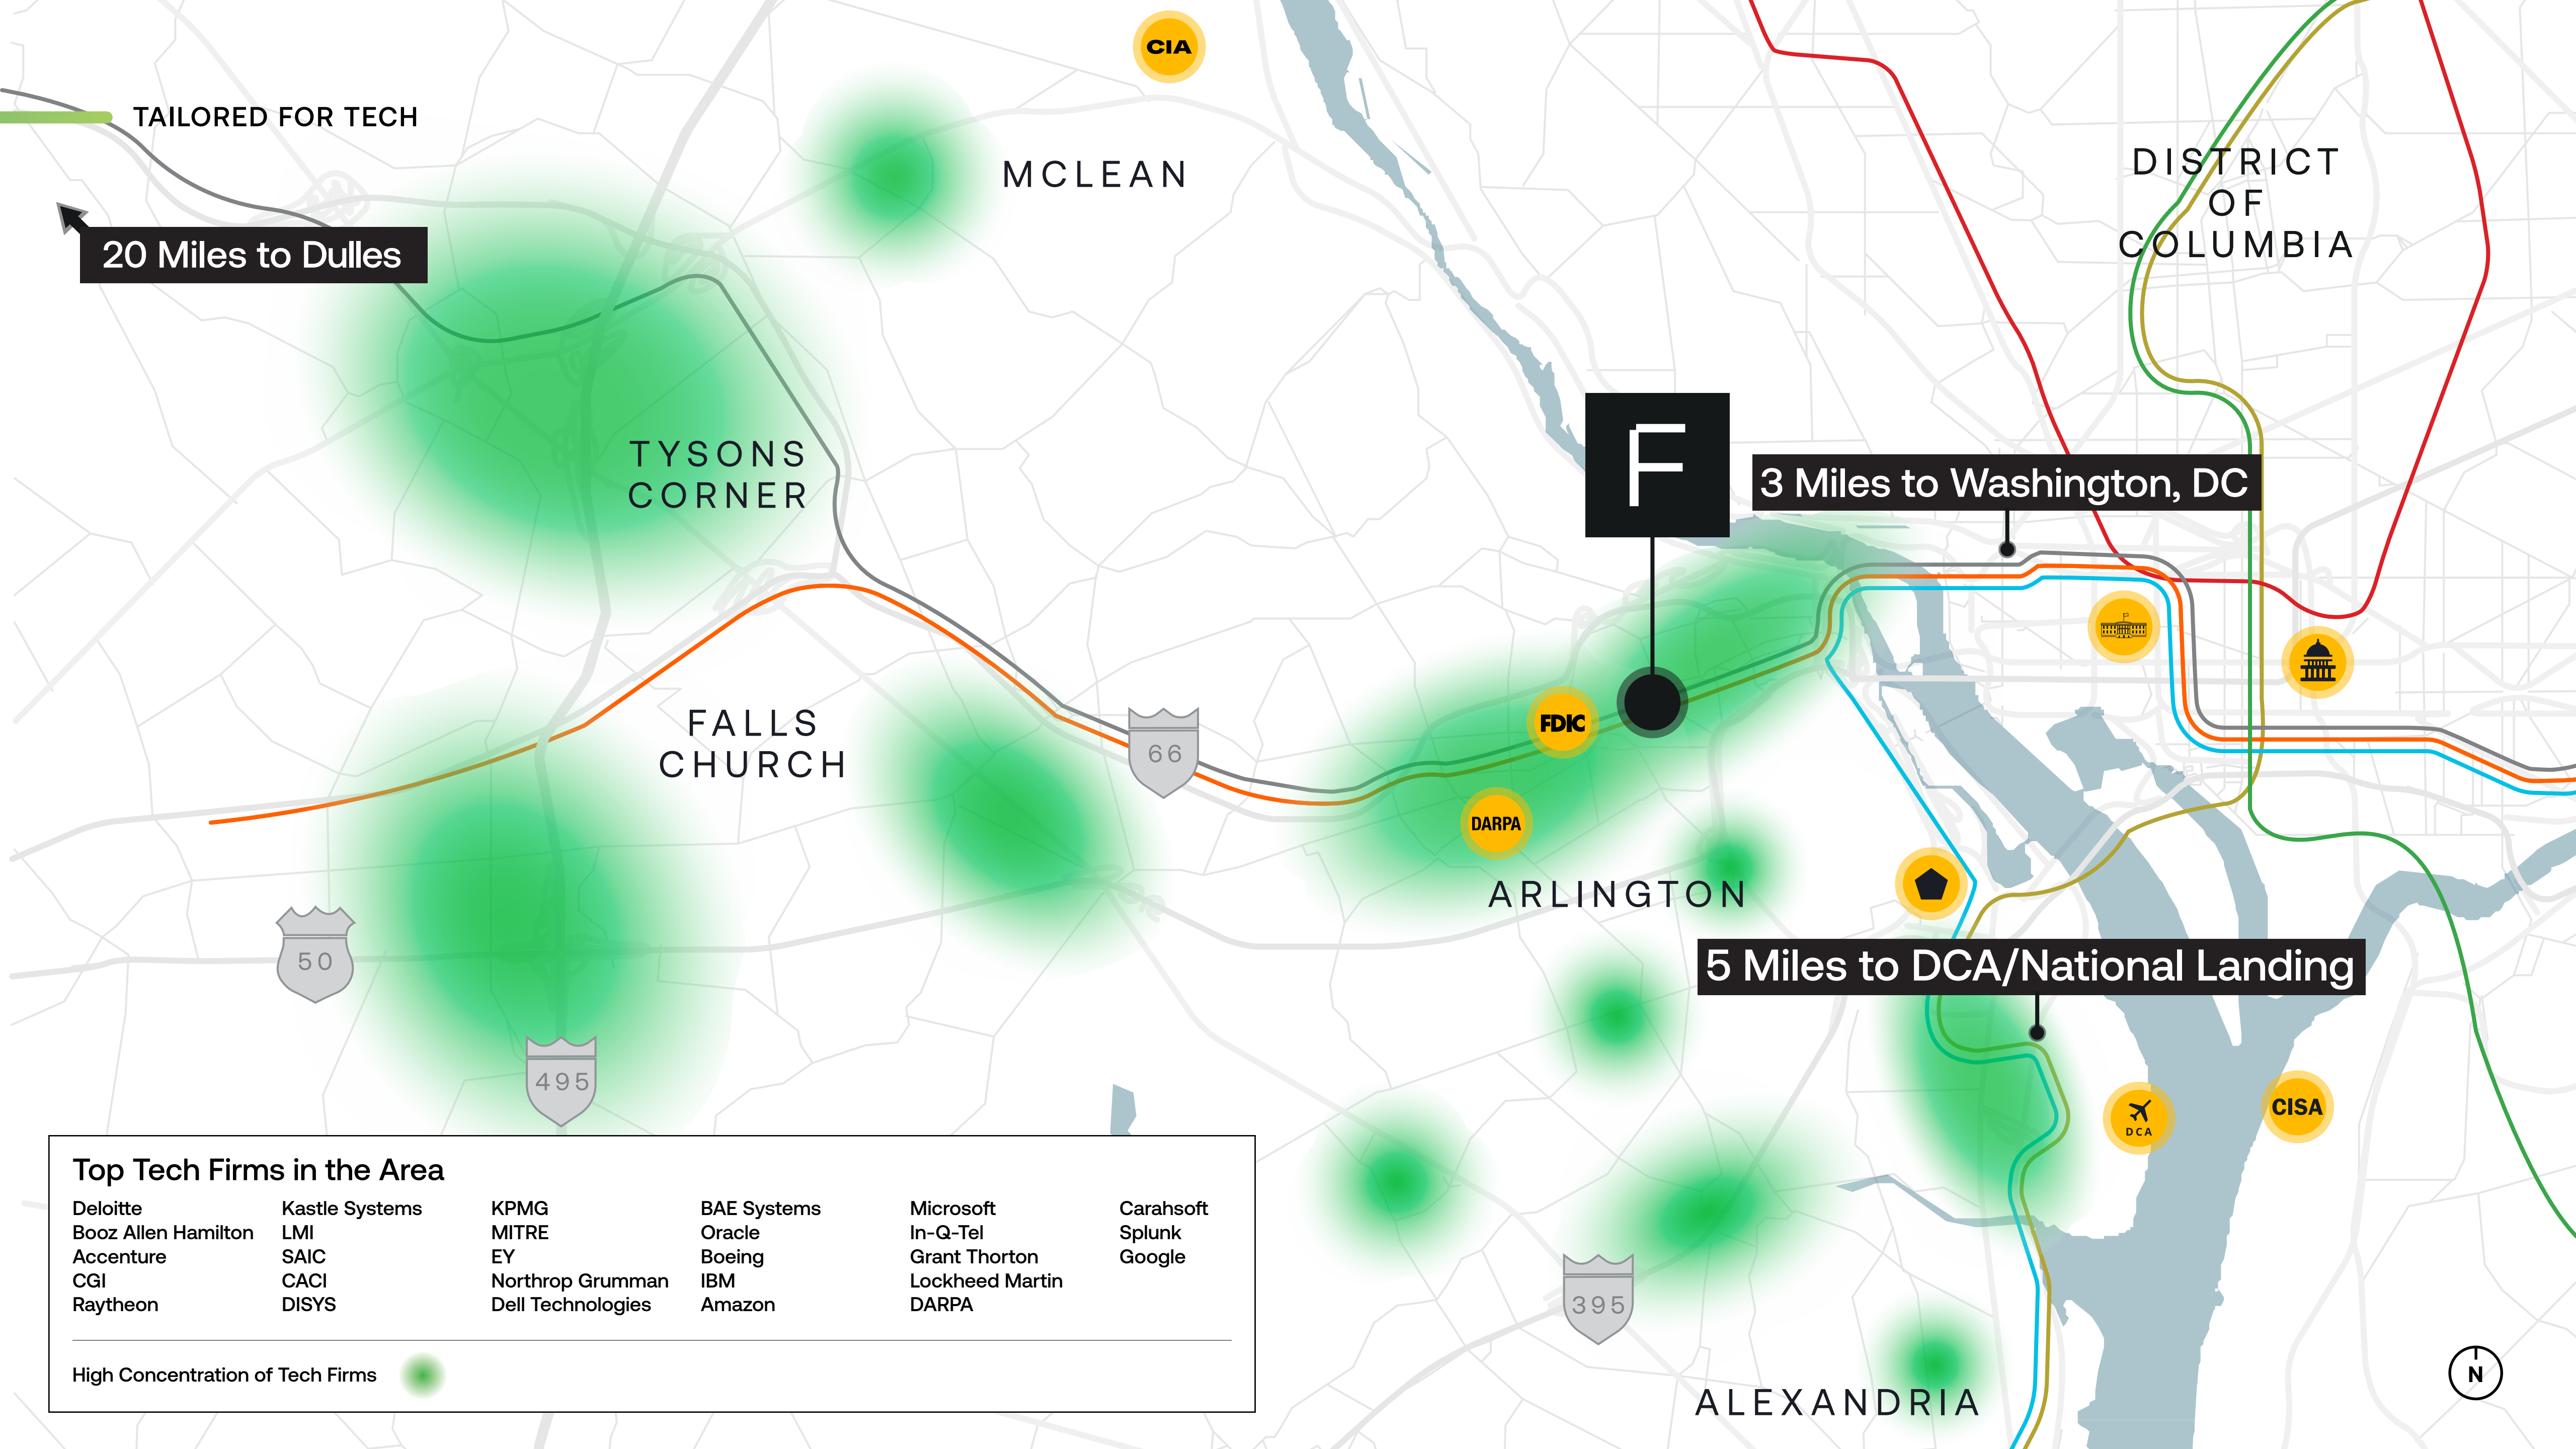 CIA
TAILORED FOR TECH
MCLEAN
DISTRICT
OF
COLUMBIA
20 Miles to Dulles
TYSONS
CORNER
F
3 Miles to Washington, DC
FALLS
CHURCH
66
FDIC
DARPA
ARLINGTON
50
5 Miles to DCA/National Landing
495
DCA
CISA
Top Tech Firms in the Area
Deloitte
Booz Allen Hamilton
Accenture
CGI
Raytheon
Kastle Systems
LMI
SAIC
CACI
DISYS
KPMG
MITRE
EY
Northrop Grumman
Dell Technologies
BAE Systems
Oracle
Boeing
IBM
Amazon
Microsoft
In-Q-Tel
Grant Thorton
Lockheed Martin
DARPA
Carahsoft
Splunk
Google
High Concentration of Tech Firms
395
ALEXANDRIA
N